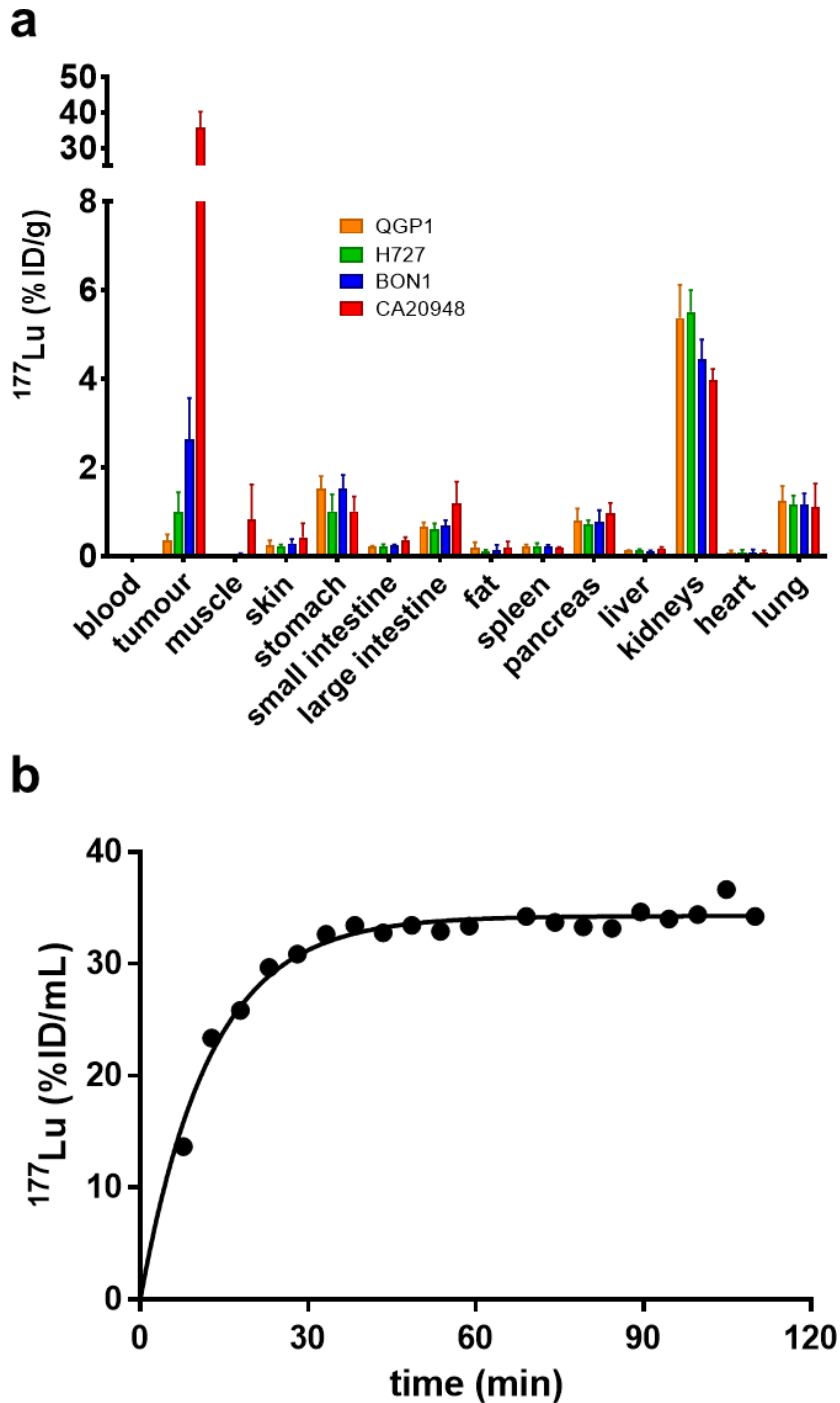 a
50
40
30
8
6
4
2
0
¹⁷⁷Lu (% ID/g)
QGP1
H727
BON1
CA20948
blood
tumour
muscle
skin
stomach
small intestine
large intestine
fat
spleen
pancreas
liver
kidneys
heart
lung
b
40
30
20
10
0
¹⁷⁷Lu (%ID/mL)
0 30 60 90 120
time (min)